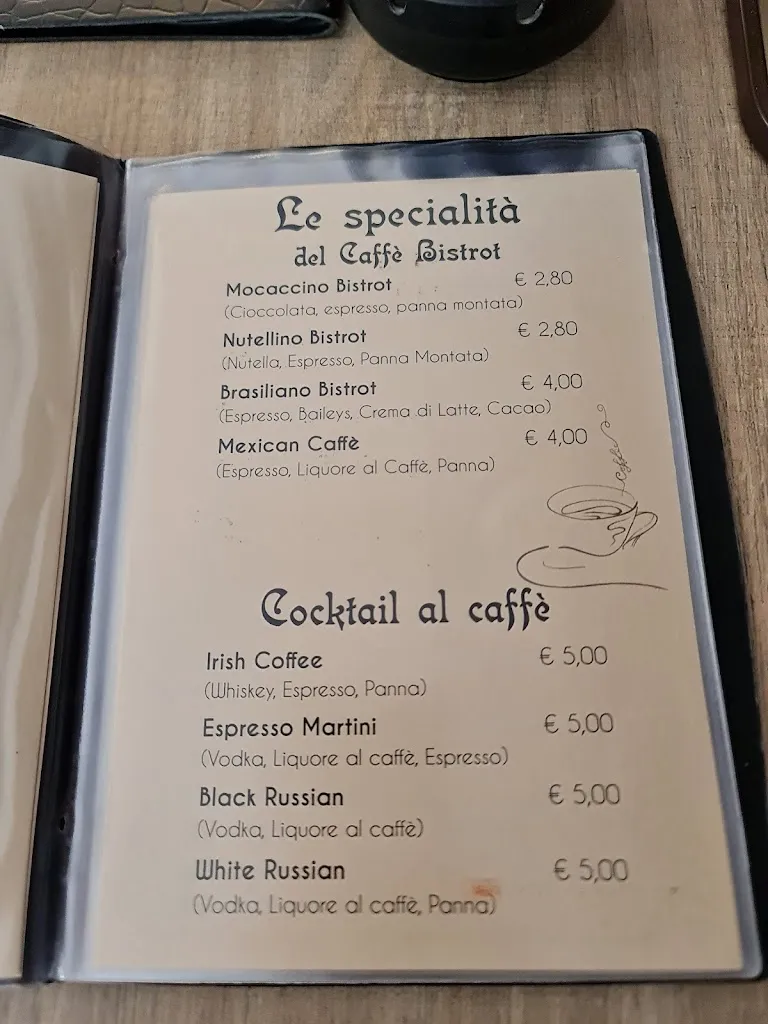 Le specialità
del Caffè Bistrot
Mocaccino Bistrot € 2,80
(Cioccolata, espresso, panna montata)
Nutellino Bistrot € 2,80
(Nutella, Espresso, Panna Montata)
Brasiliano Bistrot € 4,00
(Espresso, Baileys, Crema di Latte, Cacao)
Mexican Caffè € 4,00
(Espresso, Liquore al Caffè, Panna)
Caffè
Cocktail al caffè
Irish Coffee € 5,00
(Whiskey, Espresso, Panna)
Espresso Martini € 5,00
(Vodka, Liquore al caffè, Espresso)
Black Russian € 5,00
(Vodka, Liquore al caffè)
White Russian € 5,00
(Vodka, Liquore al caffè, Panna)